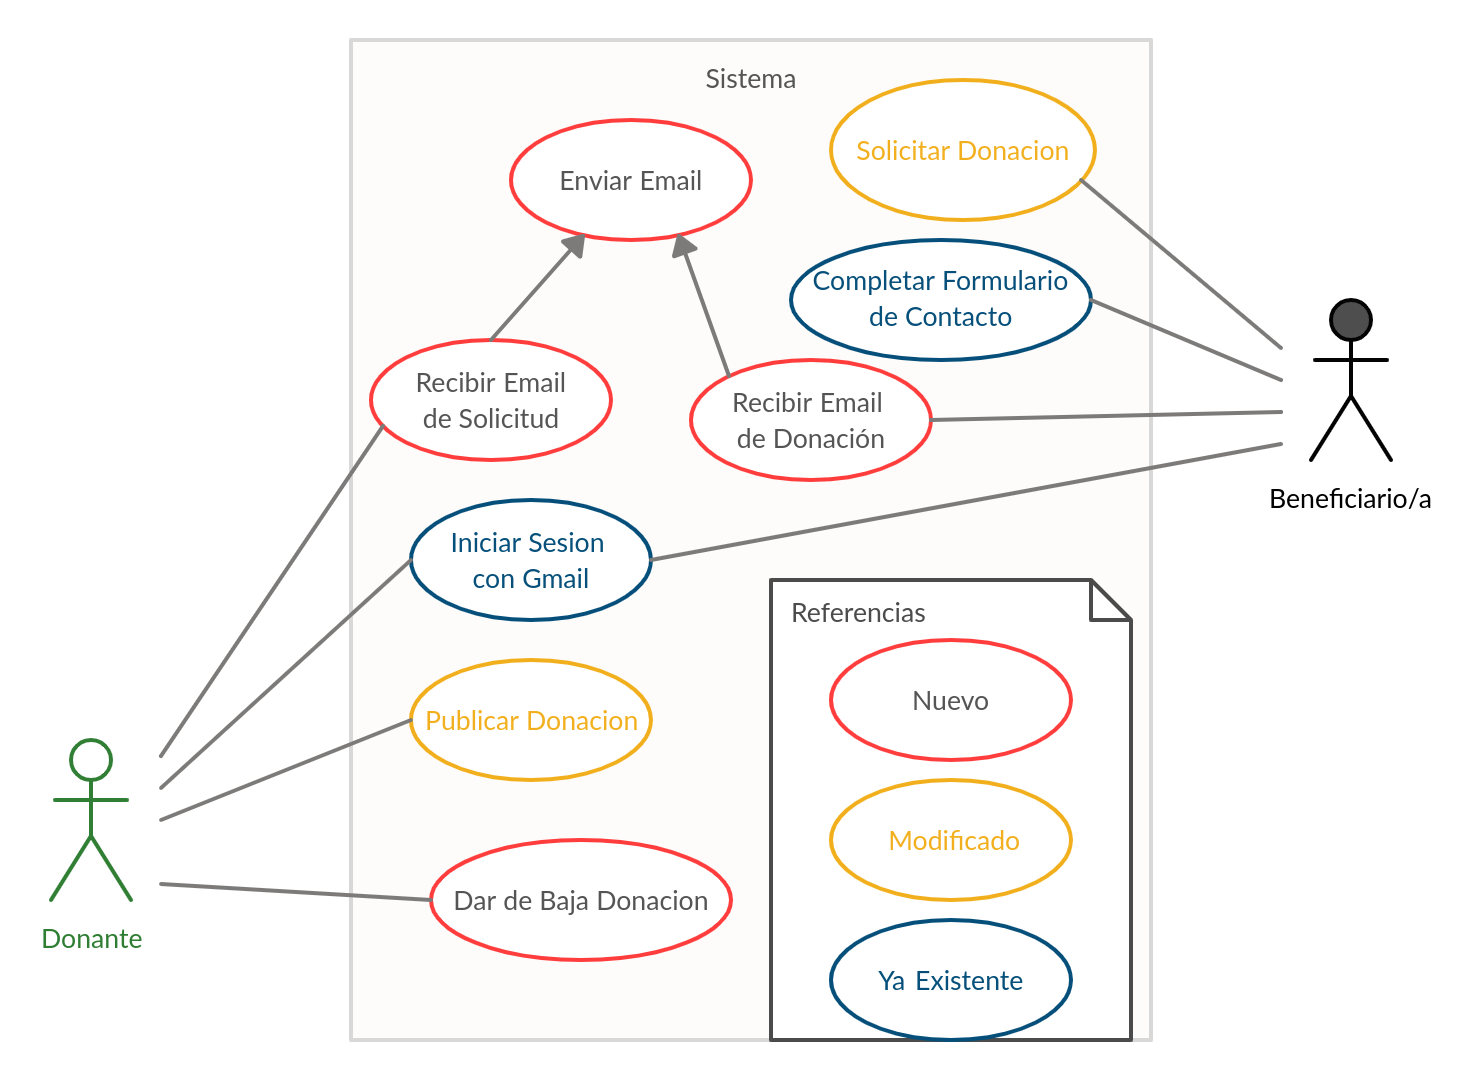 Sistema
Solicitar Donacion
Enviar Email
Completar Formulario
de Contacto
Recibir Email
de Solicitud
Recibir Email
de Donación
Beneficiario/a
Iniciar Sesion
con Gmail
Referencias
Nuevo
Publicar Donacion
Modificado
Dar de Baja Donacion
Donante
Ya Existente